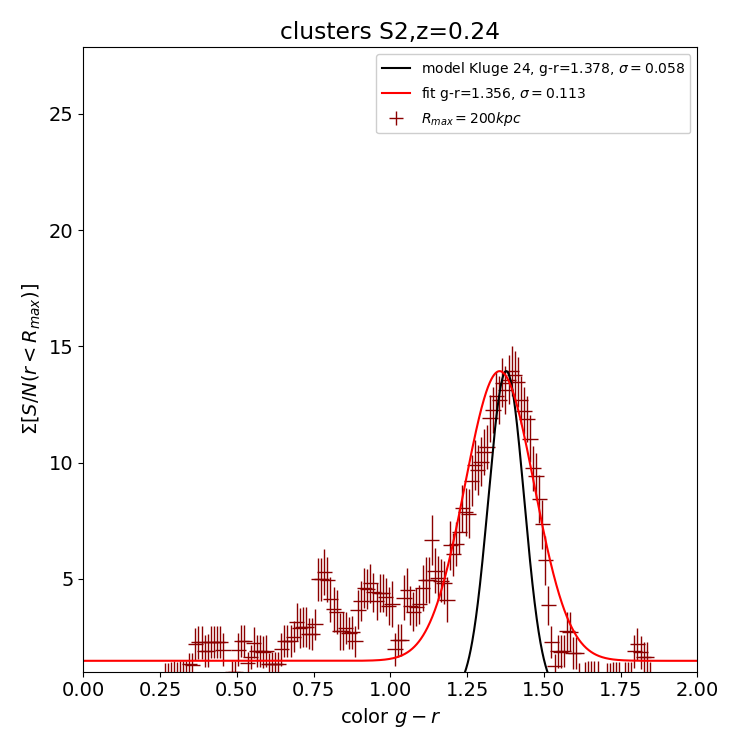 clusters S2,z=0.24
model Kluge 24, g-r=1.378, σ = 0.058
fit g-r=1.356, σ = 0.113
R_max = 200kpc
Σ[S/N(r < R_max)]
25
20
15
10
5
0.00 0.25 0.50 0.75 1.00 1.25 1.50 1.75 2.00
color g − r